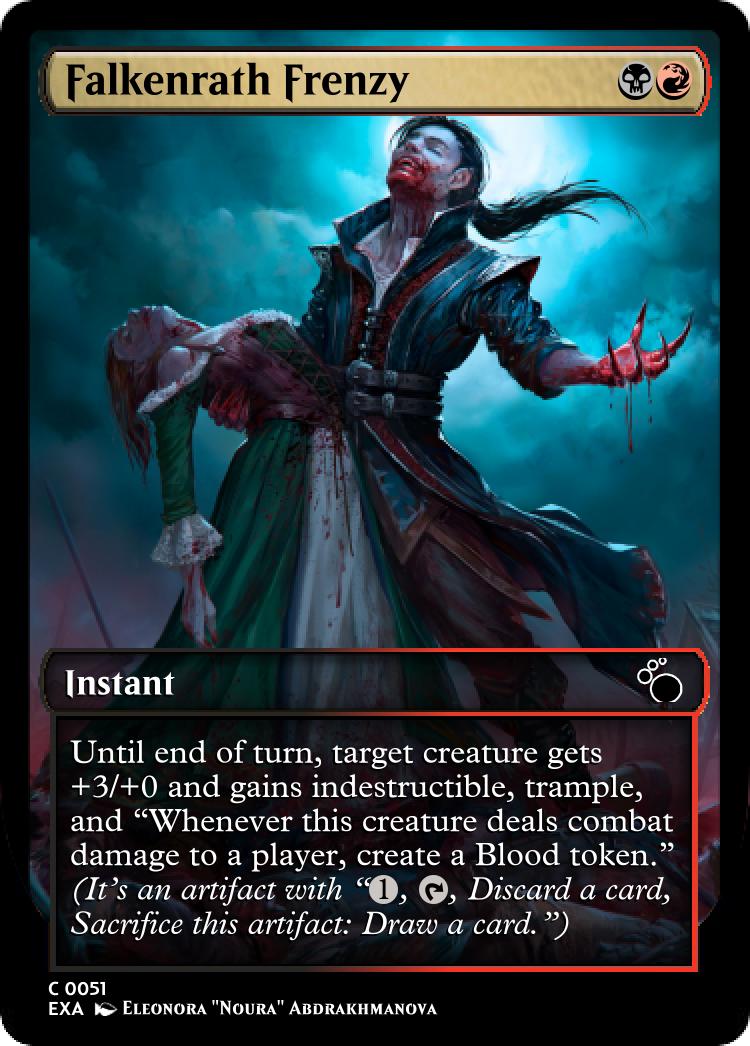 Falkenrath Frenzy
Instant
Until end of turn, target creature gets
+3/+0 and gains indestructible, trample,
and “Whenever this creature deals combat
damage to a player, create a Blood token.”
(It’s an artifact with “1, , Discard a card,
Sacrifice this artifact: Draw a card.”)
C 0051
EXA Eleonora "Noura" Abdrakhmanova